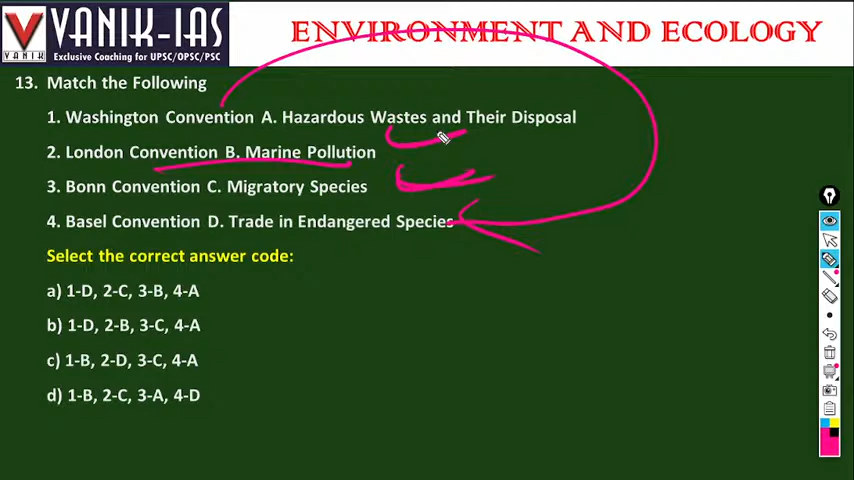 VANIK-IAS
VANIK
Exclusive Coaching for UPSC/OPSC/PSC
ENVIRONMENT AND ECOLOGY
13. Match the Following
1. Washington Convention A. Hazardous Wastes and Their Disposal
2. London Convention B. Marine Pollution
3. Bonn Convention C. Migratory Species
4. Basel Convention D. Trade in Endangered Species
Select the correct answer code:
a) 1-D, 2-C, 3-B, 4-A
b) 1-D, 2-B, 3-C, 4-A
c) 1-B, 2-D, 3-C, 4-A
d) 1-B, 2-C, 3-A, 4-D